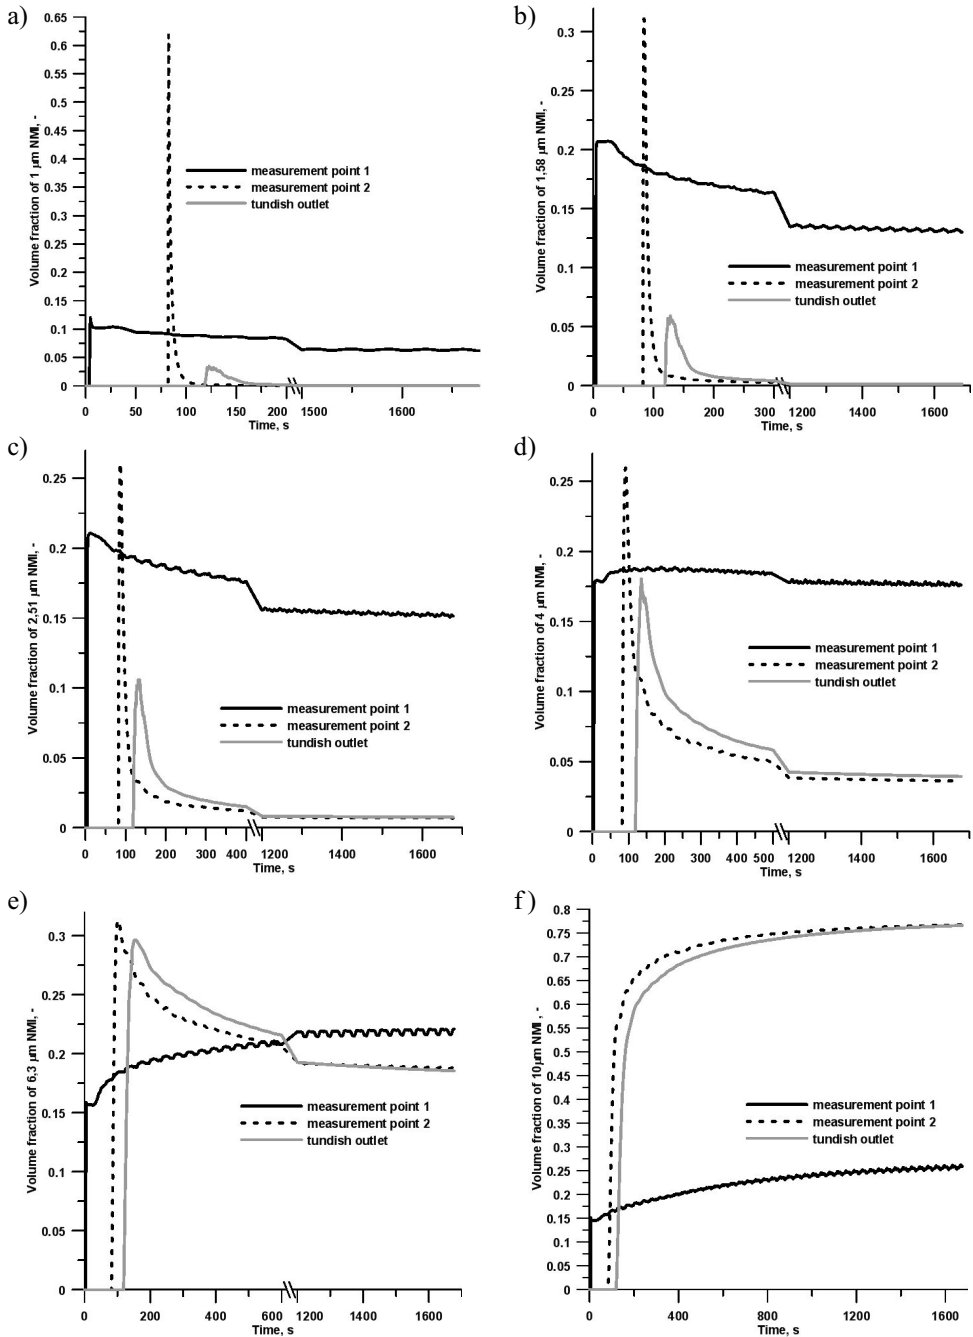 a)
Volume fraction of 1 µm NMI, -
0.65
0.6
0.55
0.5
0.45
0.4
0.35
0.3
0.25
0.2
0.15
0.1
0.05
0
measurement point 1
measurement point 2
tundish outlet
0 50 100 150 200 1500 1600
Time, s
b)
Volume fraction of 1,58 µm NMI, -
0.3
0.25
0.2
0.15
0.1
0.05
0
measurement point 1
measurement point 2
tundish outlet
0 100 200 300 1200 1400 1600
Time, s
c)
Volume fraction of 2,51 µm NMI, -
0.25
0.2
0.15
0.1
0.05
0
measurement point 1
measurement point 2
tundish outlet
0 100 200 300 400 1200 1400 1600
Time, s
d)
Volume fraction of 4 µm NMI, -
0.25
0.2
0.15
0.1
0.05
0
measurement point 1
measurement point 2
tundish outlet
0 100 200 300 400 500 1200 1400 1600
Time, s
e)
Volume fraction of 6,3 µm NMI, -
0.3
0.25
0.2
0.15
0.1
0.05
0
measurement point 1
measurement point 2
tundish outlet
0 200 400 600 1200 1400 1600
Time, s
f)
Volume fraction of 10µm NMI , -
0.8
0.75
0.7
0.65
0.6
0.55
0.5
0.45
0.4
0.35
0.3
0.25
0.2
0.15
0.1
0.05
0
measurement point 1
measurement point 2
tundish outlet
0 400 800 1200 1600
Time, s